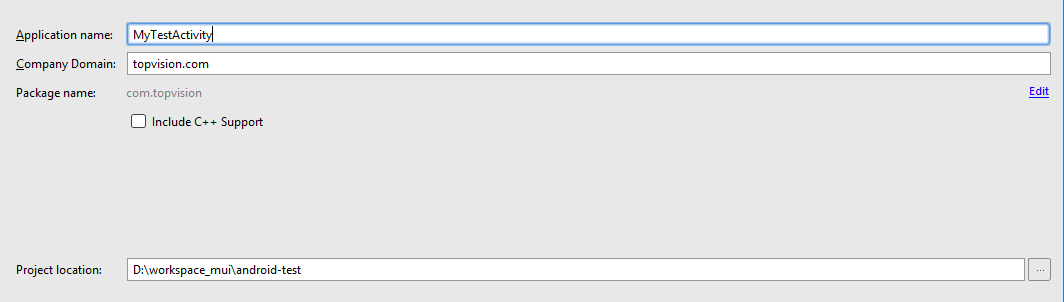 Application name: MyTestActivity
Company Domain: topvision.com
Package name: com.topvision Edit
Include C++ Support
Project location: D:\workspace_mui\android-test ...